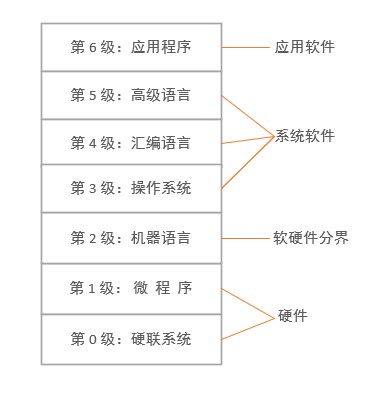 第 6 级：应用程序
应用软件
第 5 级：高级语言
第 4 级：汇编语言
系统软件
第 3 级：操作系统
第 2 级：机器语言
软硬件分界
第 1 级： 微 程 序
硬件
第 0 级：硬联系统